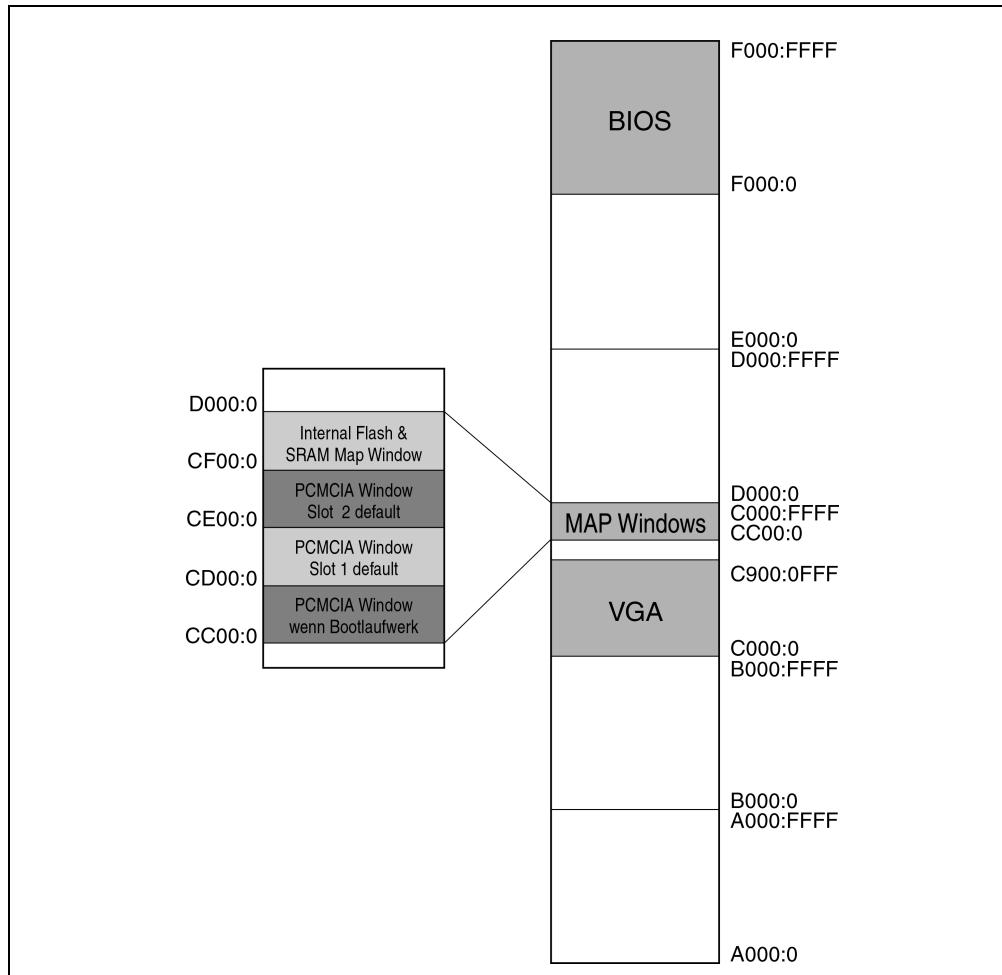 F000:FFFF
BIOS
F000:0
E000:0
D000:FFFF
D000:0
Internal Flash &
SRAM Map Window
CF00:0
PCMCIA Window
Slot 2 default
CE00:0
PCMCIA Window
Slot 1 default
CD00:0
PCMCIA Window
wenn Bootlaufwerk
CC00:0
D000:0
C000:FFFF
MAP Windows
CC00:0
C900:0FFF
VGA
C000:0
B000:FFFF
B000:0
A000:FFFF
A000:0